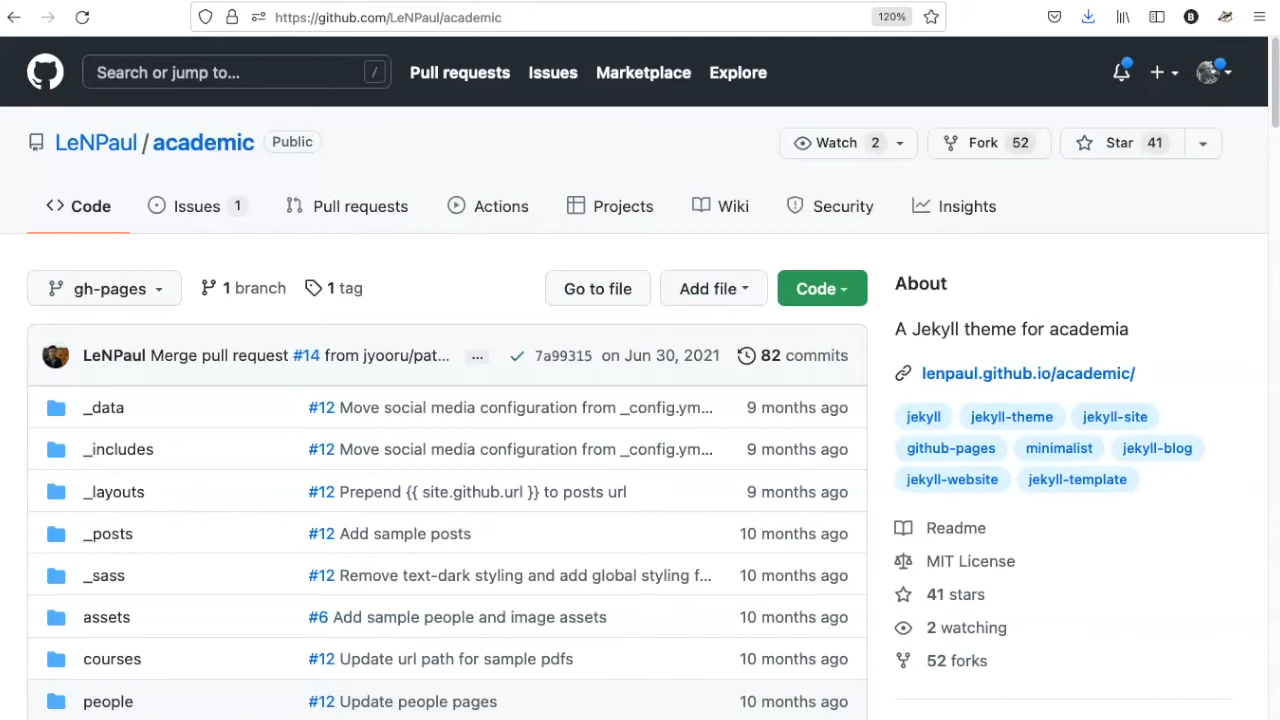 https://github.com/LeNPaul/academic
120%
Search or jump to...
/
Pull requests
Issues
Marketplace
Explore
LeNPaul / academic
Public
Watch 2
Fork 52
Star 41
Code
Issues 1
Pull requests
Actions
Projects
Wiki
Security
Insights
gh-pages
1 branch
1 tag
Go to file
Add file
Code
LeNPaul Merge pull request #14 from jyooru/pat... ... 7a99315 on Jun 30, 2021 82 commits
_data #12 Move social media configuration from _config.ym... 9 months ago
_includes #12 Move social media configuration from _config.ym... 9 months ago
_layouts #12 Prepend {{ site.github.url }} to posts url 9 months ago
_posts #12 Add sample posts 10 months ago
_sass #12 Remove text-dark styling and add global styling f... 10 months ago
assets #6 Add sample people and image assets 10 months ago
courses #12 Update url path for sample pdfs 10 months ago
people #12 Update people pages 10 months ago
About
A Jekyll theme for academia
lenpaul.github.io/academic/
jekyll jekyll-theme jekyll-site
github-pages minimalist jekyll-blog
jekyll-website jekyll-template
Readme
MIT License
41 stars
2 watching
52 forks